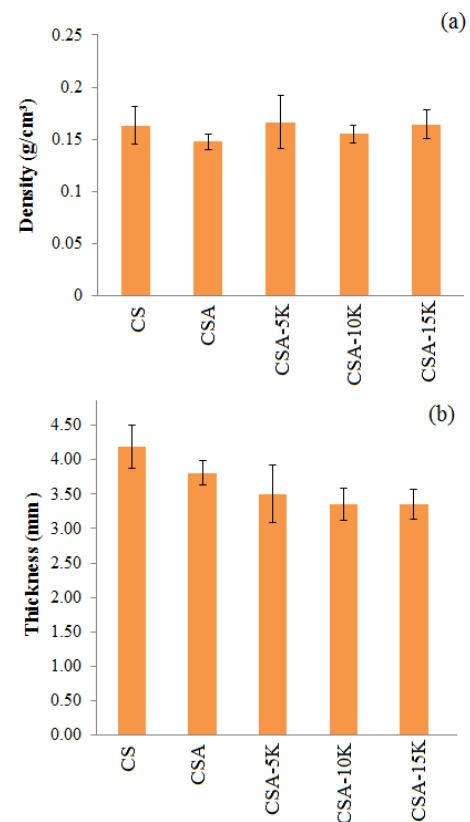 (a)
Density (g/cm³)
0.25
0.2
0.15
0.1
0.05
0
CS
CSA
CSA-5K
CSA-10K
CSA-15K
(b)
Thickness (mm)
4.50
4.00
3.50
3.00
2.50
2.00
1.50
1.00
0.50
0.00
CS
CSA
CSA-5K
CSA-10K
CSA-15K